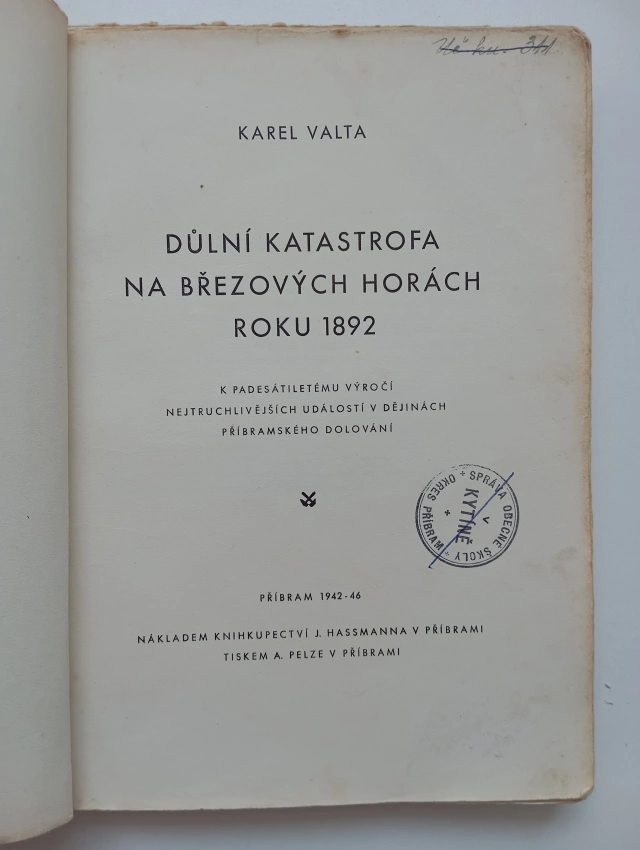 KAREL VALTA
DŮLNÍ KATASTROFA
NA BŘEZOVÝCH HORÁCH
ROKU 1892
K PADESÁTILETÉMU VÝROČÍ
NEJTRUCHLIVĚJŠÍCH UDÁLOSTÍ V DĚJINÁCH
PŘÍBRAMSKÉHO DOLOVÁNÍ
SPRÁVA OBECNÉ ŠKOLY + OKRES PŘÍBRAM +
V
KYTÍNĚ
PŘÍBRAM 1942-46
NÁKLADEM KNIHKUPECTVÍ J. HASSMANNA V PŘÍBRAMI
TISKEM A. PELZE V PŘÍBRAMI